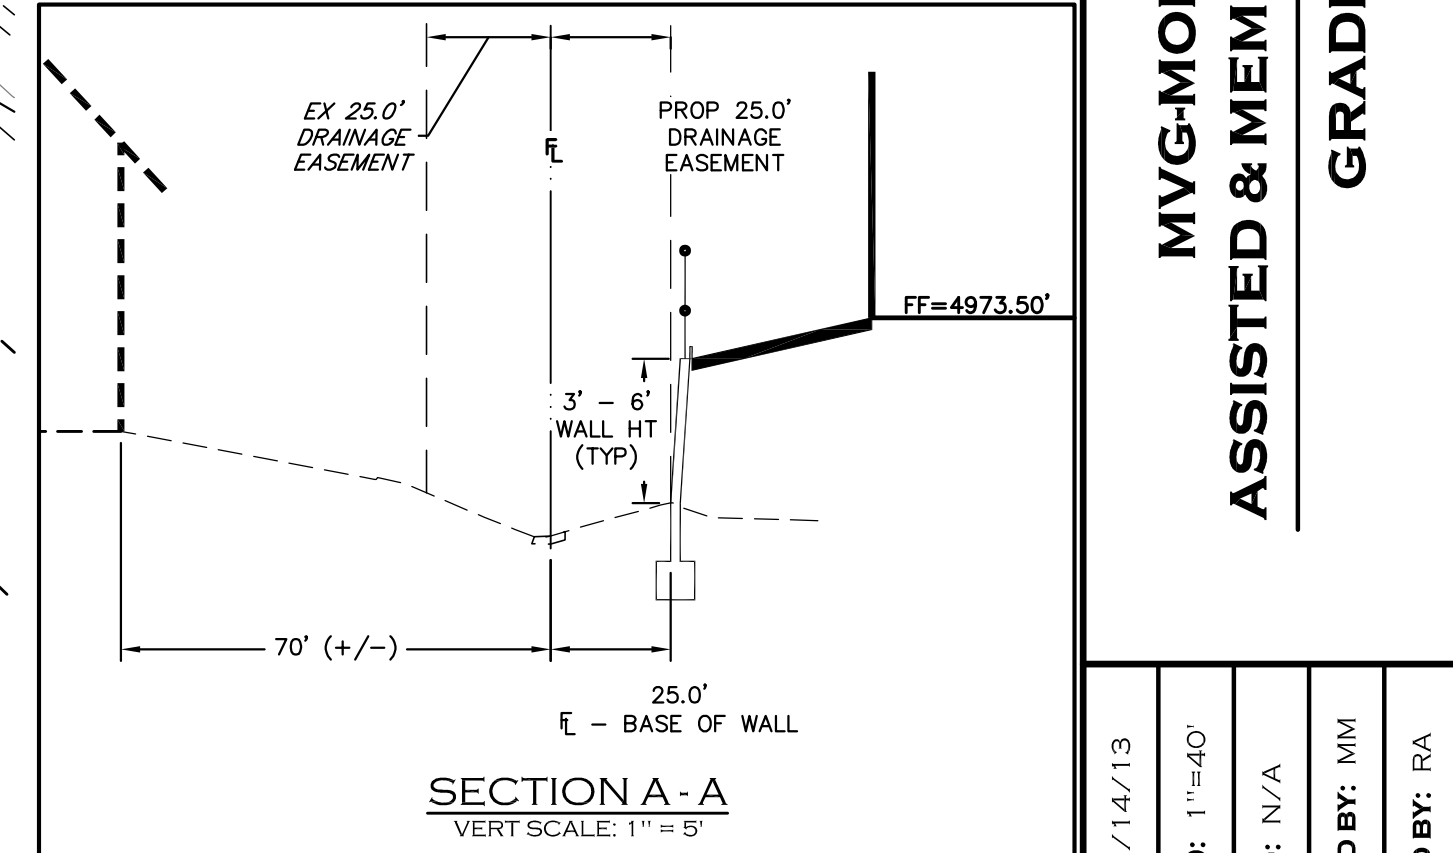 EX 25.0'
DRAINAGE
EASEMENT
FL
PROP 25.0'
DRAINAGE
EASEMENT
FF=4973.50'
3' - 6'
WALL HT
(TYP)
70' (+/-)
25.0'
FL - BASE OF WALL
SECTION A - A
VERT SCALE: 1" = 5'
MVG-MO
ASSISTED & MEM
GRAD
/14/13
1"=40'
: N/A
BY: MM
BY: RA